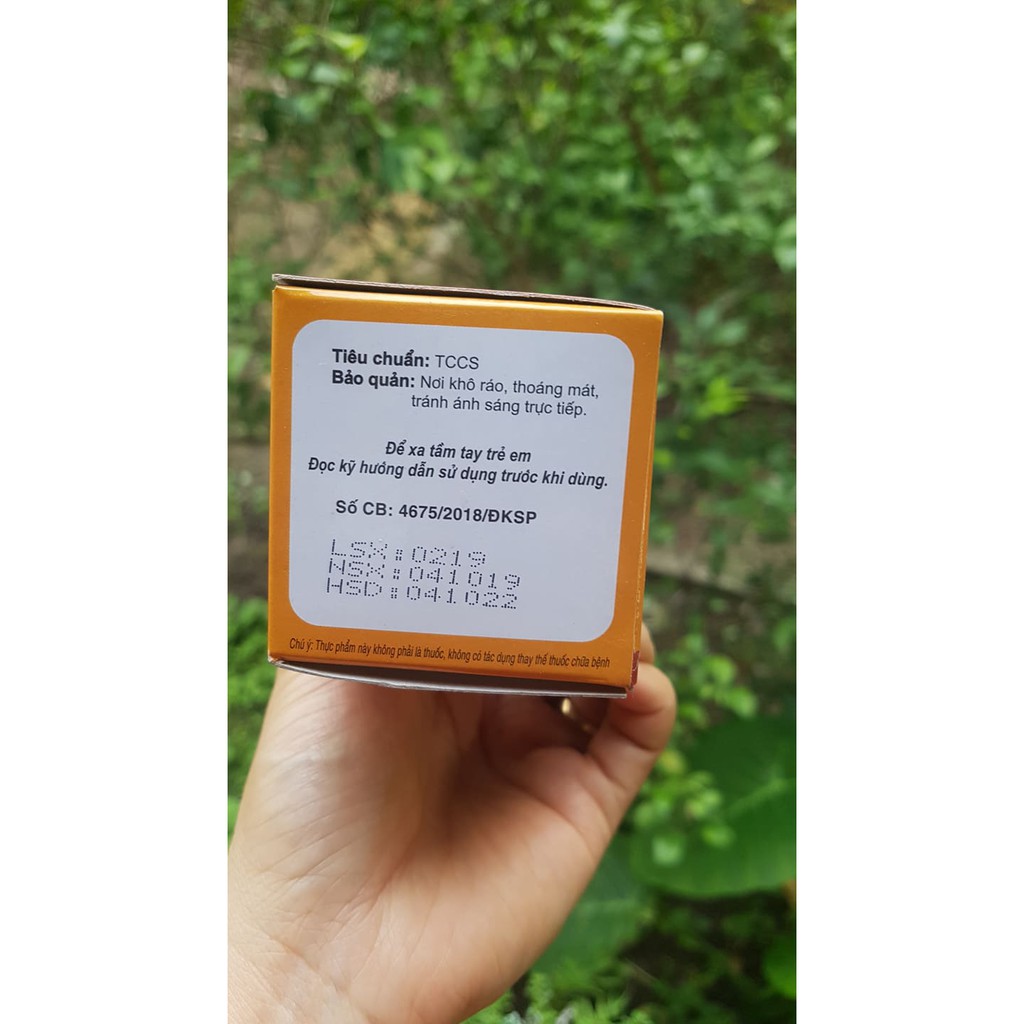 Tiêu chuẩn: TCCS
Bảo quản: Nơi khô ráo, thoáng mát,
tránh ánh sáng trực tiếp.
Để xa tầm tay trẻ em
Đọc kỹ hướng dẫn sử dụng trước khi dùng.
Số CB: 4675/2018/ĐKSP
LSX: 0219
NSX: 041019
HSD: 041022
Chú ý: Thực phẩm này không phải là thuốc, không có tác dụng thay thế thuốc chữa bệnh